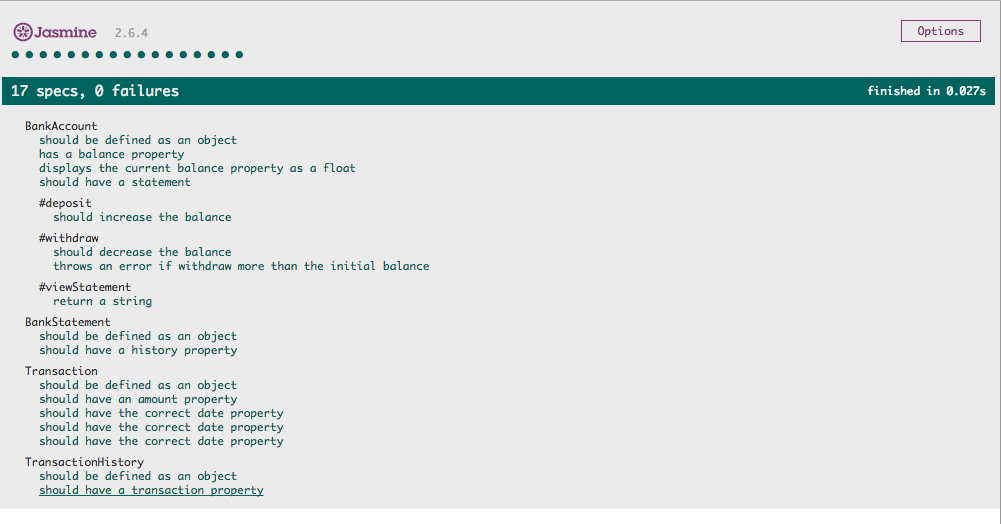 Jasmine 2.6.4 Options
17 specs, 0 failures finished in 0.027s
BankAccount
should be defined as an object
has a balance property
displays the current balance property as a float
should have a statement
#deposit
should increase the balance
#withdraw
should decrease the balance
throws an error if withdraw more than the initial balance
#viewStatement
return a string
BankStatement
should be defined as an object
should have a history property
Transaction
should be defined as an object
should have an amount property
should have the correct date property
should have the correct date property
should have the correct date property
TransactionHistory
should be defined as an object
should have a transaction property